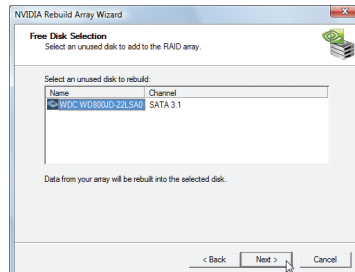 NVIDIA Rebuild Array Wizard
Free Disk Selection
Select an unused disk to add to the RAID array.
Select an unused disk to rebuild:
Name Channel
WDC WD800JD-22LSA0 SATA 3.1
Data from your array will be rebuilt into the selected disk.
< Back Next > Cancel